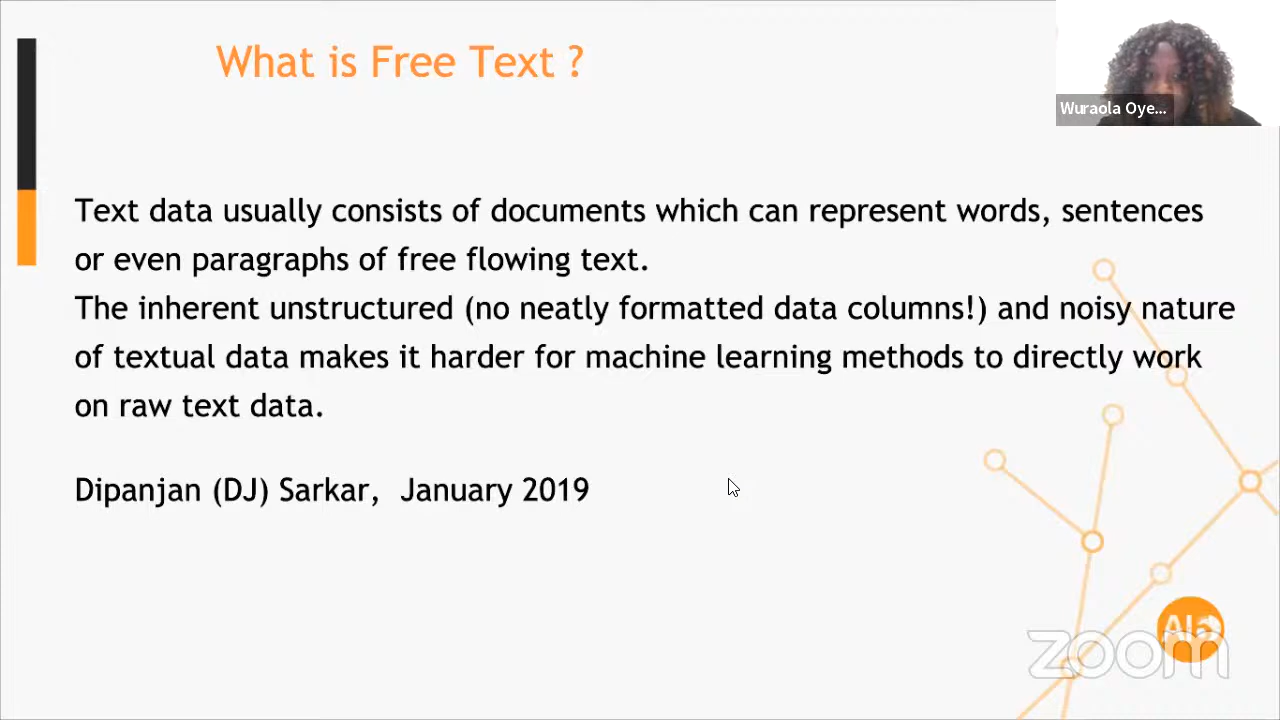 What is Free Text ?
Wuraola Oye...
Text data usually consists of documents which can represent words, sentences
or even paragraphs of free flowing text.
The inherent unstructured (no neatly formatted data columns!) and noisy nature
of textual data makes it harder for machine learning methods to directly work
on raw text data.
Dipanjan (DJ) Sarkar, January 2019
zoom